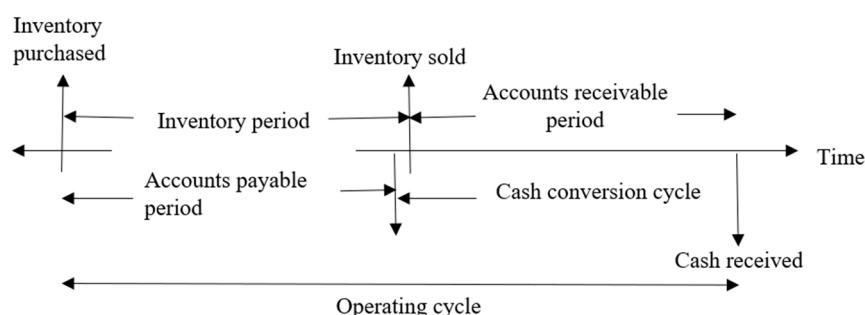 Inventory
purchased
Inventory sold
Accounts receivable
period
Inventory period
Time
Accounts payable
period
Cash conversion cycle
Cash received
Operating cycle